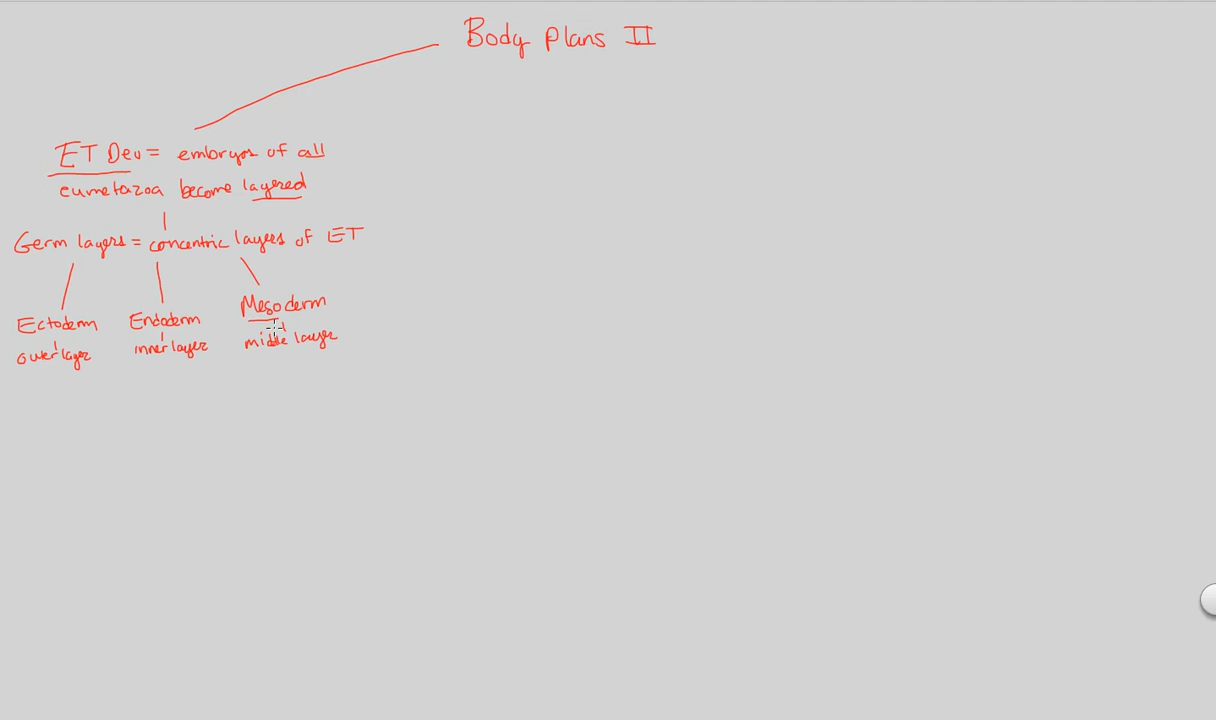 Body Plans II
ET Dev = embryos of all
eumetazoa become layered
Germ layers = concentric layers of ET
Ectoderm Endoderm Mesoderm
outer layer inner layer middle layer